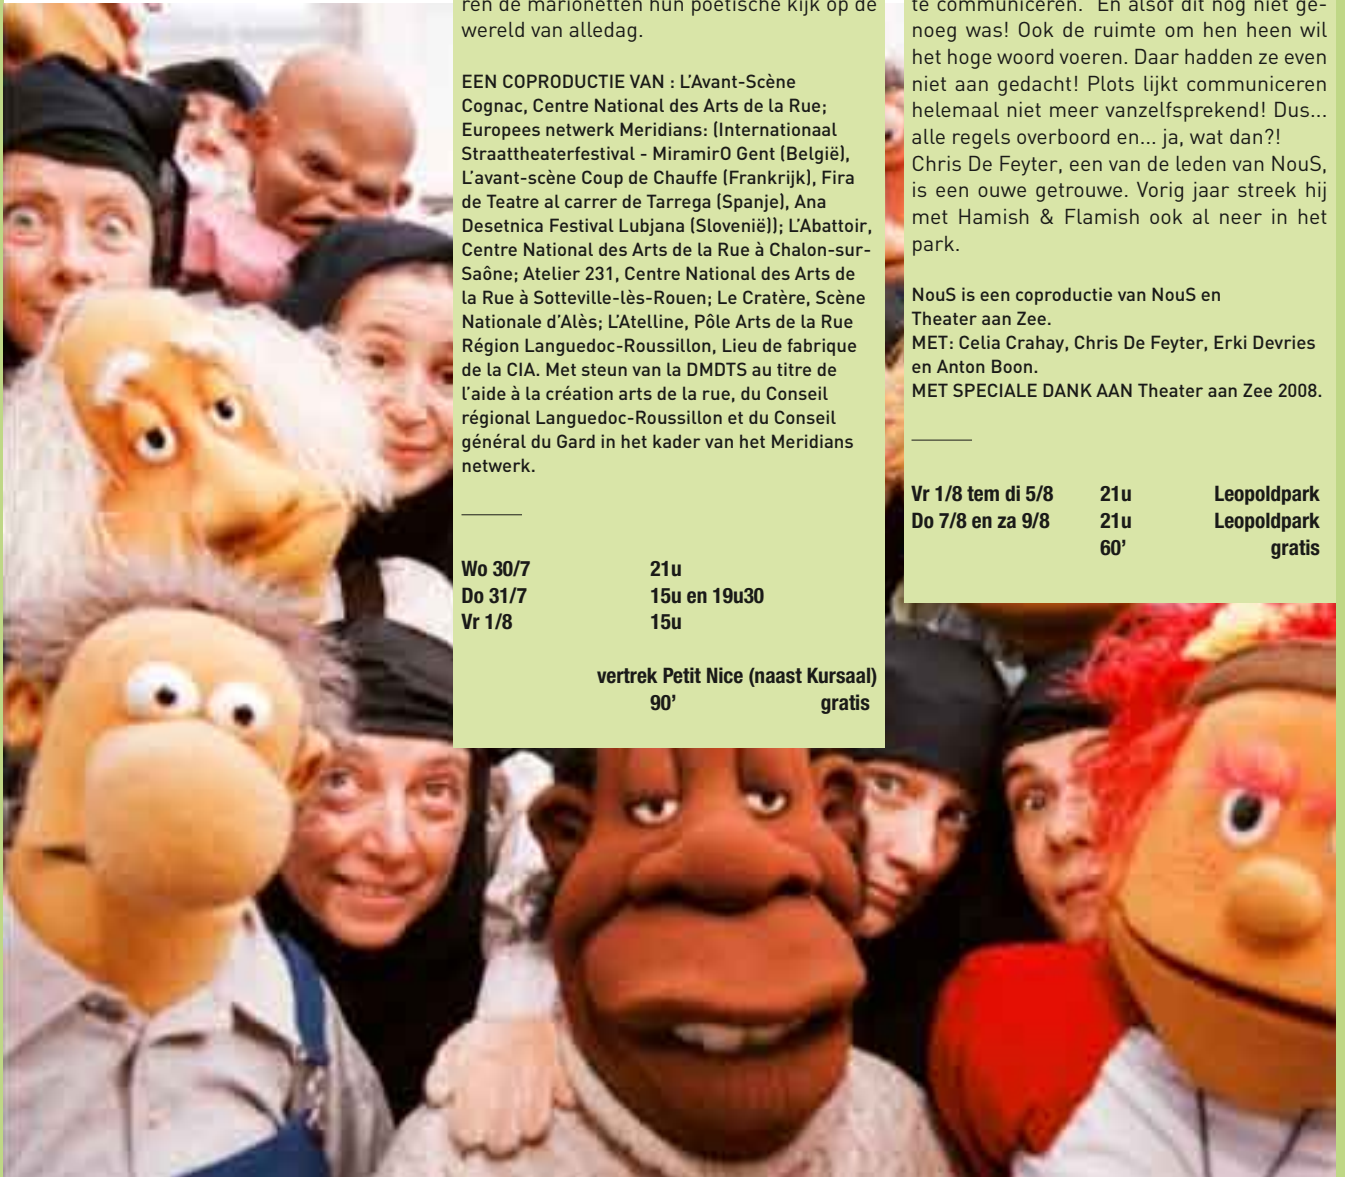 ren de marionetten hun poëtische kijk op de
wereld van alledag.
EEN COPRODUCTIE VAN : L’Avant-Scène
Cognac, Centre National des Arts de la Rue;
Europees netwerk Meridians: (Internationaal
Straattheaterfestival - MiramirO Gent (België),
L’avant-scène Coup de Chauffe (Frankrijk), Fira
de Teatre al carrer de Tarrega (Spanje), Ana
Desetnica Festival Lubjana (Slovenië)); L’Abattoir,
Centre National des Arts de la Rue à Chalon-sur-
Saône; Atelier 231, Centre National des Arts de
la Rue à Sotteville-lès-Rouen; Le Cratère, Scène
Nationale d’Alès; L’Atelline, Pôle Arts de la Rue
Région Languedoc-Roussillon, Lieu de fabrique
de la CIA. Met steun van la DMDTS au titre de
l’aide à la création arts de la rue, du Conseil
régional Languedoc-Roussillon et du Conseil
général du Gard in het kader van het Meridians
netwerk.
Wo 30/7 21u
Do 31/7 15u en 19u30
Vr 1/8 15u
vertrek Petit Nice (naast Kursaal)
90’ gratis
te communiceren. En alsof dit nog niet ge-
noeg was! Ook de ruimte om hen heen wil
het hoge woord voeren. Daar hadden ze even
niet aan gedacht! Plots lijkt communiceren
helemaal niet meer vanzelfsprekend! Dus...
alle regels overboord en... ja, wat dan?!
Chris De Feyter, een van de leden van NouS,
is een ouwe getrouwe. Vorig jaar streek hij
met Hamish & Flamish ook al neer in het
park.
NouS is een coproductie van NouS en
Theater aan Zee.
MET: Celia Crahay, Chris De Feyter, Erki Devries
en Anton Boon.
MET SPECIALE DANK AAN Theater aan Zee 2008.
Vr 1/8 tem di 5/8 21u Leopoldpark
Do 7/8 en za 9/8 21u Leopoldpark
60’ gratis